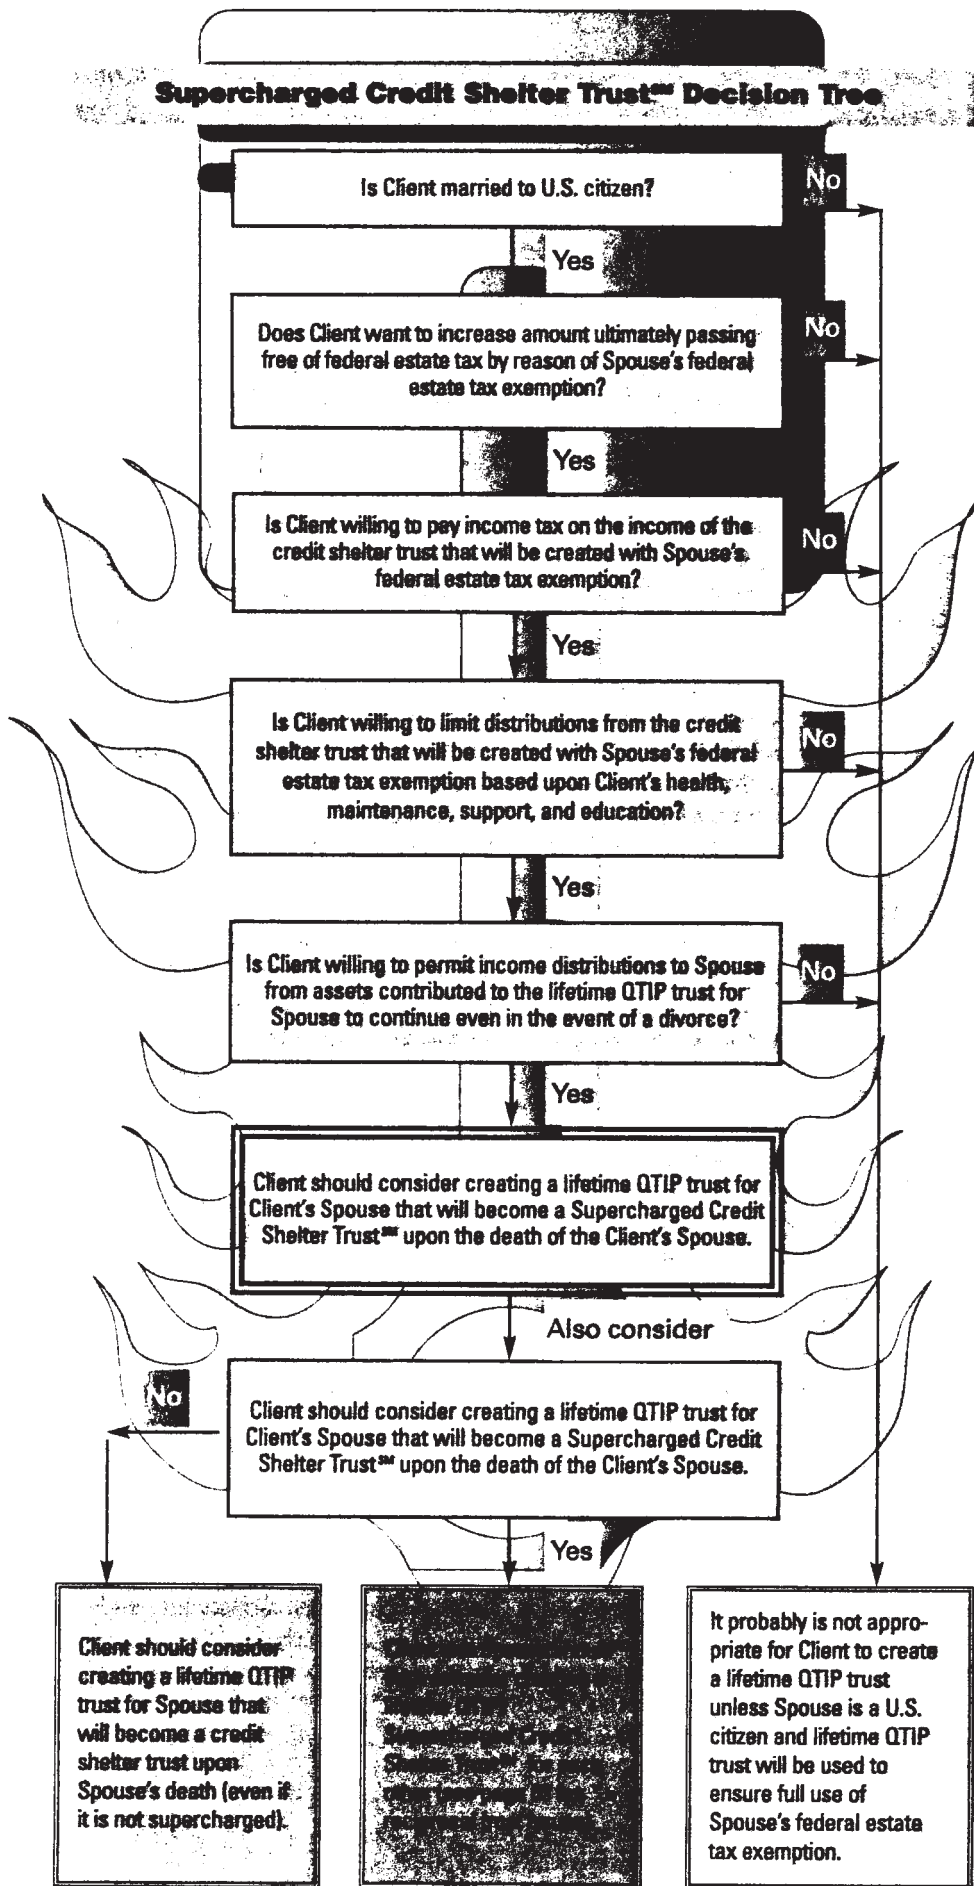 Supercharged Credit Shelter Trust℠ Decision Tree
Is Client married to U.S. citizen?
No
Yes
Does Client want to increase amount ultimately passing
free of federal estate tax by reason of Spouse's federal
estate tax exemption?
No
Yes
Is Client willing to pay income tax on the income of the
credit shelter trust that will be created with Spouse's
federal estate tax exemption?
No
Yes
Is Client willing to limit distributions from the credit
shelter trust that will be created with Spouse's federal
estate tax exemption based upon Client's health,
maintenance, support, and education?
No
Yes
Is Client willing to permit income distributions to Spouse
from assets contributed to the lifetime QTIP trust for
Spouse to continue even in the event of a divorce?
No
Yes
Client should consider creating a lifetime QTIP trust for
Client's Spouse that will become a Supercharged Credit
Shelter Trust℠ upon the death of the Client's Spouse.
Also consider
Client should consider creating a lifetime QTIP trust for
Client's Spouse that will become a Supercharged Credit
Shelter Trust℠ upon the death of the Client's Spouse.
No
Yes
Client should consider
creating a lifetime QTIP
trust for Spouse that
will become a credit
shelter trust upon
Spouse's death (even if
it is not supercharged).
It probably is not appro-
priate for Client to create
a lifetime QTIP trust
unless Spouse is a U.S.
citizen and lifetime QTIP
trust will be used to
ensure full use of
Spouse's federal estate
tax exemption.